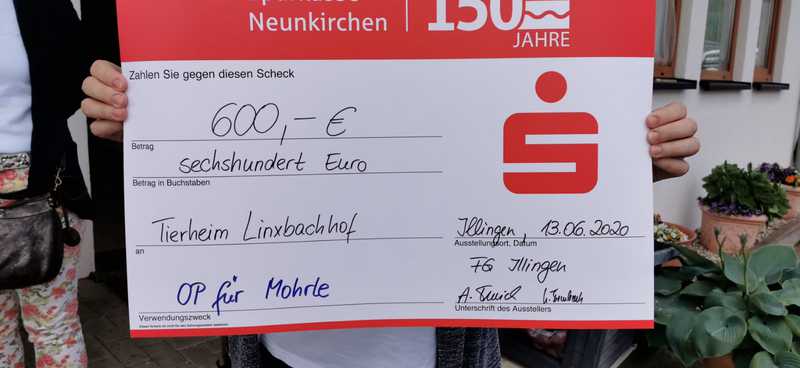 Sparkasse
Neunkirchen
150
JAHRE
Zahlen Sie gegen diesen Scheck
600,- €
Betrag
sechshundert Euro
Betrag in Buchstaben
Tierheim Linxbachhof
an
Illingen, 13.06.2020
Ausstellungsort, Datum
FG Illingen
OP für Mohrle
Verwendungszweck
Unterschrift des Ausstellers